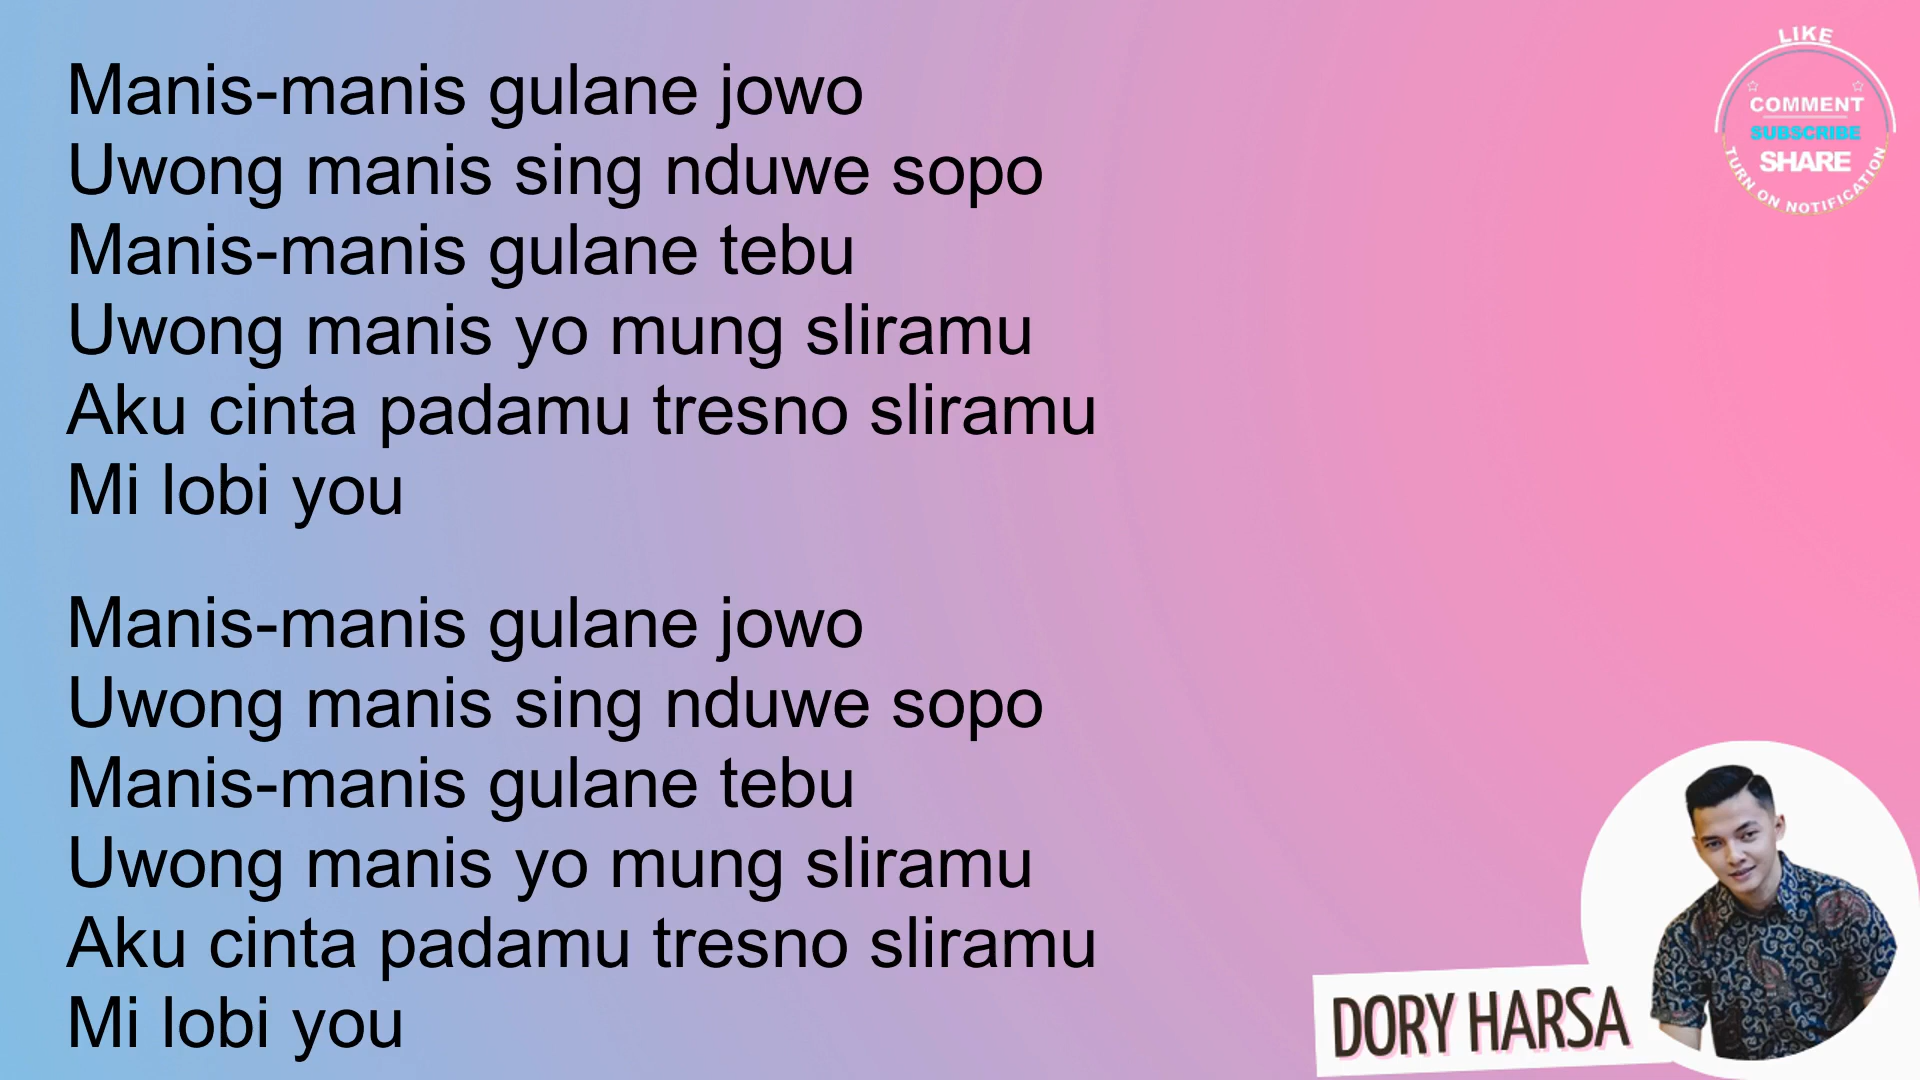 Manis-manis gulane jowo
Uwong manis sing nduwe sopo
Manis-manis gulane tebu
Uwong manis yo mung sliramu
Aku cinta padamu tresno sliramu
Mi lobi you
Manis-manis gulane jowo
Uwong manis sing nduwe sopo
Manis-manis gulane tebu
Uwong manis yo mung sliramu
Aku cinta padamu tresno sliramu
Mi lobi you
LIKE
COMMENT
SUBSCRIBE
SHARE
TURN ON NOTIFICATION
DORY HARSA